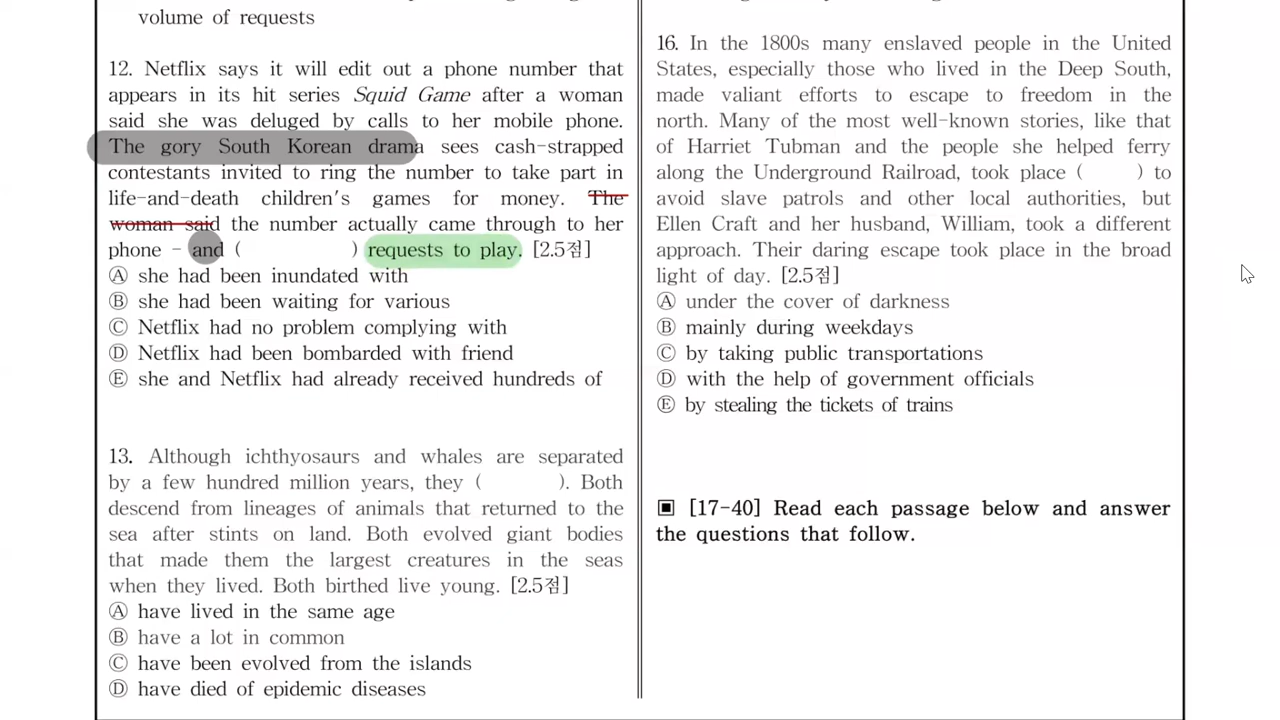 volume of requests
12. Netflix says it will edit out a phone number that
appears in its hit series Squid Game after a woman
said she was deluged by calls to her mobile phone.
The gory South Korean drama sees cash-strapped
contestants invited to ring the number to take part in
life-and-death children's games for money. The
woman said the number actually came through to her
phone - and ( ) requests to play. [2.5점]
Ⓐ she had been inundated with
Ⓑ she had been waiting for various
Ⓒ Netflix had no problem complying with
Ⓓ Netflix had been bombarded with friend
Ⓔ she and Netflix had already received hundreds of
13. Although ichthyosaurs and whales are separated
by a few hundred million years, they ( ). Both
descend from lineages of animals that returned to the
sea after stints on land. Both evolved giant bodies
that made them the largest creatures in the seas
when they lived. Both birthed live young. [2.5점]
Ⓐ have lived in the same age
Ⓑ have a lot in common
Ⓒ have been evolved from the islands
Ⓓ have died of epidemic diseases
16. In the 1800s many enslaved people in the United
States, especially those who lived in the Deep South,
made valiant efforts to escape to freedom in the
north. Many of the most well-known stories, like that
of Harriet Tubman and the people she helped ferry
along the Underground Railroad, took place ( ) to
avoid slave patrols and other local authorities, but
Ellen Craft and her husband, William, took a different
approach. Their daring escape took place in the broad
light of day. [2.5점]
Ⓐ under the cover of darkness
Ⓑ mainly during weekdays
Ⓒ by taking public transportations
Ⓓ with the help of government officials
Ⓔ by stealing the tickets of trains
▣ [17-40] Read each passage below and answer
the questions that follow.